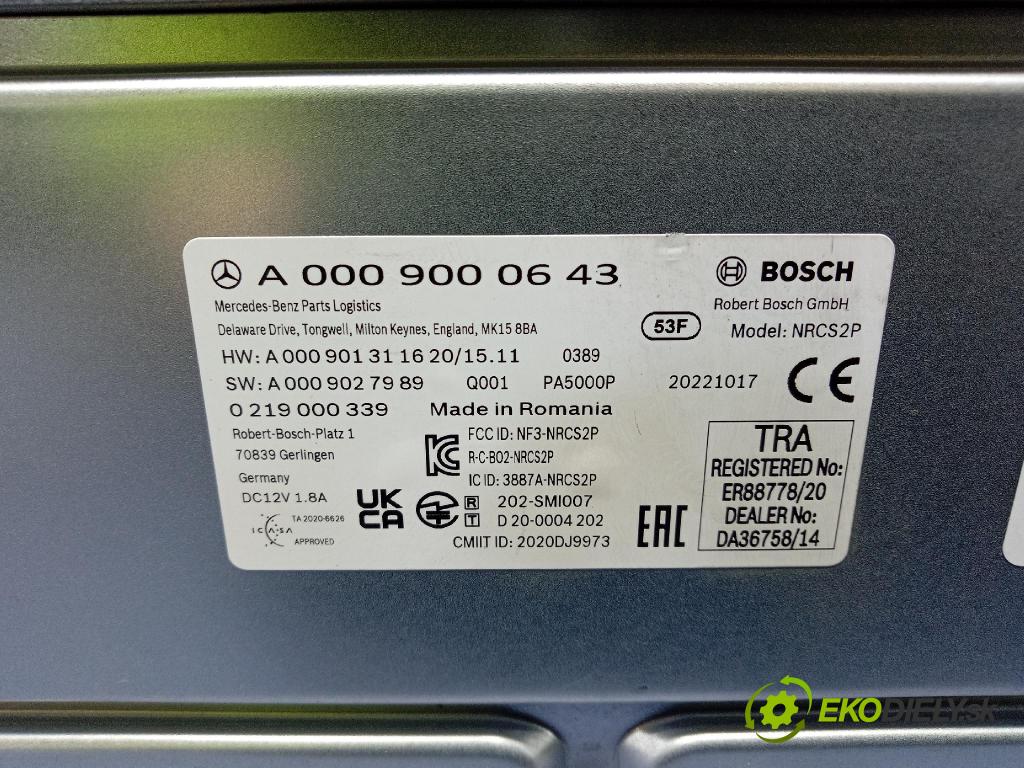 A 000 900 06 43
BOSCH
Mercedes-Benz Parts Logistics
Robert Bosch GmbH
Delaware Drive, Tongwell, Milton Keynes, England, MK15 8BA
53F
Model: NRCS2P
HW: A 000 901 31 16 20/15.11 0389
SW: A 000 902 79 89 Q001 PA5000P 20221017
CE
0 219 000 339 Made in Romania
Robert-Bosch-Platz 1
70839 Gerlingen
Germany
DC12V 1.8A
ICASA
TA 2020-6626
APPROVED
UK
CA
FCC ID: NF3-NRCS2P
R-C-BO2-NRCS2P
IC ID: 3887A-NRCS2P
R 202-SMI007
T D 20-0004 202
CMIIT ID: 2020DJ9973
EAC
TRA
REGISTERED No:
ER88778/20
DEALER No:
DA36758/14
EKODIELY.sk